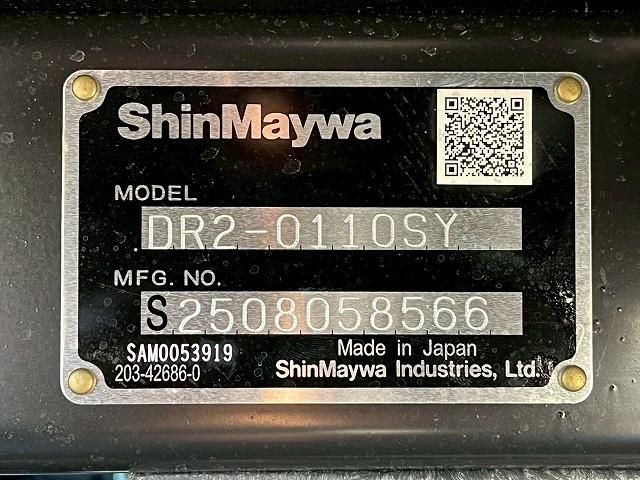 ShinMaywa
MODEL
DR2-0110SY
MFG. NO.
S2508058566
SAM0053919
Made in Japan
203-42686-0
ShinMaywa Industries, Ltd.